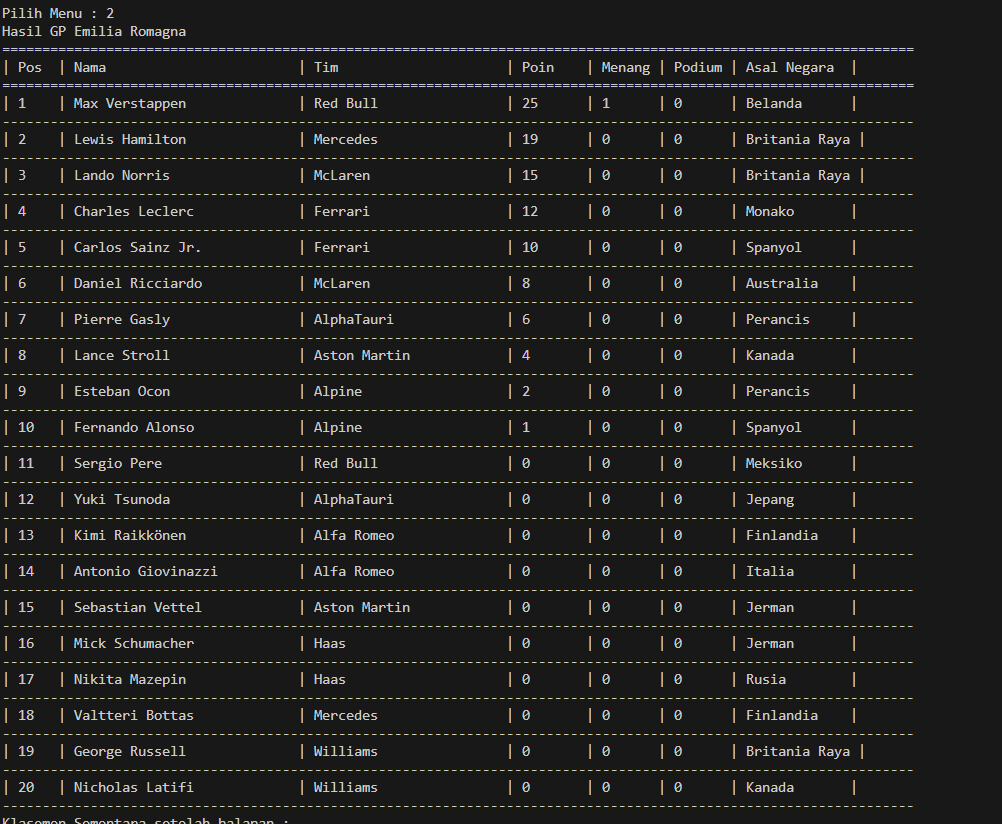 Pilih Menu : 2
Hasil GP Emilia Romagna
==================================================================================================================
| Pos  | Nama                        | Tim                     | Poin    | Menang | Podium | Asal Negara  |
==================================================================================================================
| 1    | Max Verstappen              | Red Bull                | 25      | 1      | 0      | Belanda      |
------------------------------------------------------------------------------------------------------------------
| 2    | Lewis Hamilton              | Mercedes                | 19      | 0      | 0      | Britania Raya |
------------------------------------------------------------------------------------------------------------------
| 3    | Lando Norris                | McLaren                 | 15      | 0      | 0      | Britania Raya |
------------------------------------------------------------------------------------------------------------------
| 4    | Charles Leclerc             | Ferrari                 | 12      | 0      | 0      | Monako       |
------------------------------------------------------------------------------------------------------------------
| 5    | Carlos Sainz Jr.            | Ferrari                 | 10      | 0      | 0      | Spanyol      |
------------------------------------------------------------------------------------------------------------------
| 6    | Daniel Ricciardo            | McLaren                 | 8       | 0      | 0      | Australia    |
------------------------------------------------------------------------------------------------------------------
| 7    | Pierre Gasly                | AlphaTauri              | 6       | 0      | 0      | Perancis     |
------------------------------------------------------------------------------------------------------------------
| 8    | Lance Stroll                | Aston Martin            | 4       | 0      | 0      | Kanada       |
------------------------------------------------------------------------------------------------------------------
| 9    | Esteban Ocon                | Alpine                  | 2       | 0      | 0      | Perancis     |
------------------------------------------------------------------------------------------------------------------
| 10   | Fernando Alonso             | Alpine                  | 1       | 0      | 0      | Spanyol      |
------------------------------------------------------------------------------------------------------------------
| 11   | Sergio Pere                 | Red Bull                | 0       | 0      | 0      | Meksiko      |
------------------------------------------------------------------------------------------------------------------
| 12   | Yuki Tsunoda                | AlphaTauri              | 0       | 0      | 0      | Jepang       |
------------------------------------------------------------------------------------------------------------------
| 13   | Kimi Raikkönen              | Alfa Romeo              | 0       | 0      | 0      | Finlandia    |
------------------------------------------------------------------------------------------------------------------
| 14   | Antonio Giovinazzi          | Alfa Romeo              | 0       | 0      | 0      | Italia       |
------------------------------------------------------------------------------------------------------------------
| 15   | Sebastian Vettel            | Aston Martin            | 0       | 0      | 0      | Jerman       |
------------------------------------------------------------------------------------------------------------------
| 16   | Mick Schumacher             | Haas                    | 0       | 0      | 0      | Jerman       |
------------------------------------------------------------------------------------------------------------------
| 17   | Nikita Mazepin              | Haas                    | 0       | 0      | 0      | Rusia        |
------------------------------------------------------------------------------------------------------------------
| 18   | Valtteri Bottas             | Mercedes                | 0       | 0      | 0      | Finlandia    |
------------------------------------------------------------------------------------------------------------------
| 19   | George Russell              | Williams                | 0       | 0      | 0      | Britania Raya |
------------------------------------------------------------------------------------------------------------------
| 20   | Nicholas Latifi             | Williams                | 0       | 0      | 0      | Kanada       |
------------------------------------------------------------------------------------------------------------------
Klasemen Sementara setelah balapan :